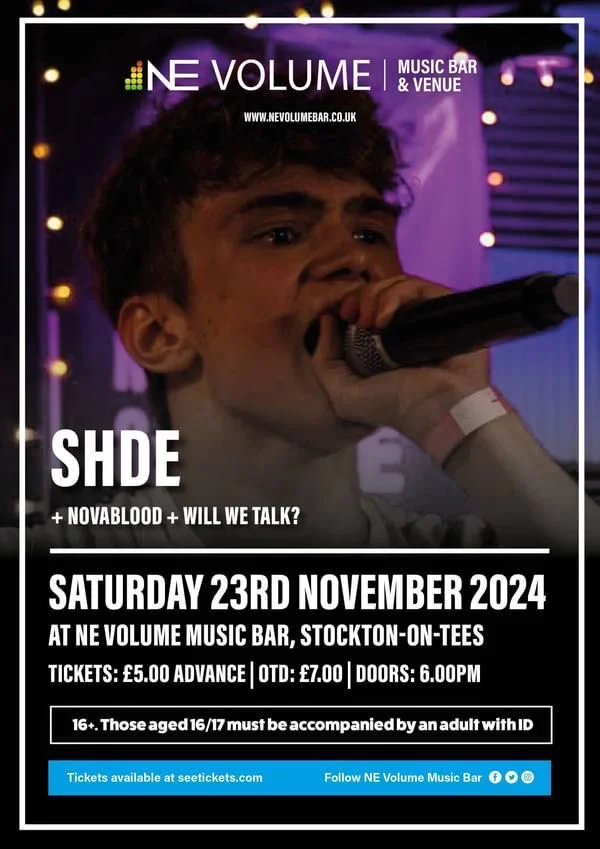 NE VOLUME | MUSIC BAR
& VENUE
WWW.NEVOLUMEBAR.CO.UK
SHDE
+ NOVABLOOD + WILL WE TALK?
SATURDAY 23RD NOVEMBER 2024
AT NE VOLUME MUSIC BAR, STOCKTON-ON-TEES
TICKETS: £5.00 ADVANCE | OTD: £7.00 | DOORS: 6.00PM
16+. Those aged 16/17 must be accompanied by an adult with ID
Tickets available at seetickets.com
Follow NE Volume Music Bar